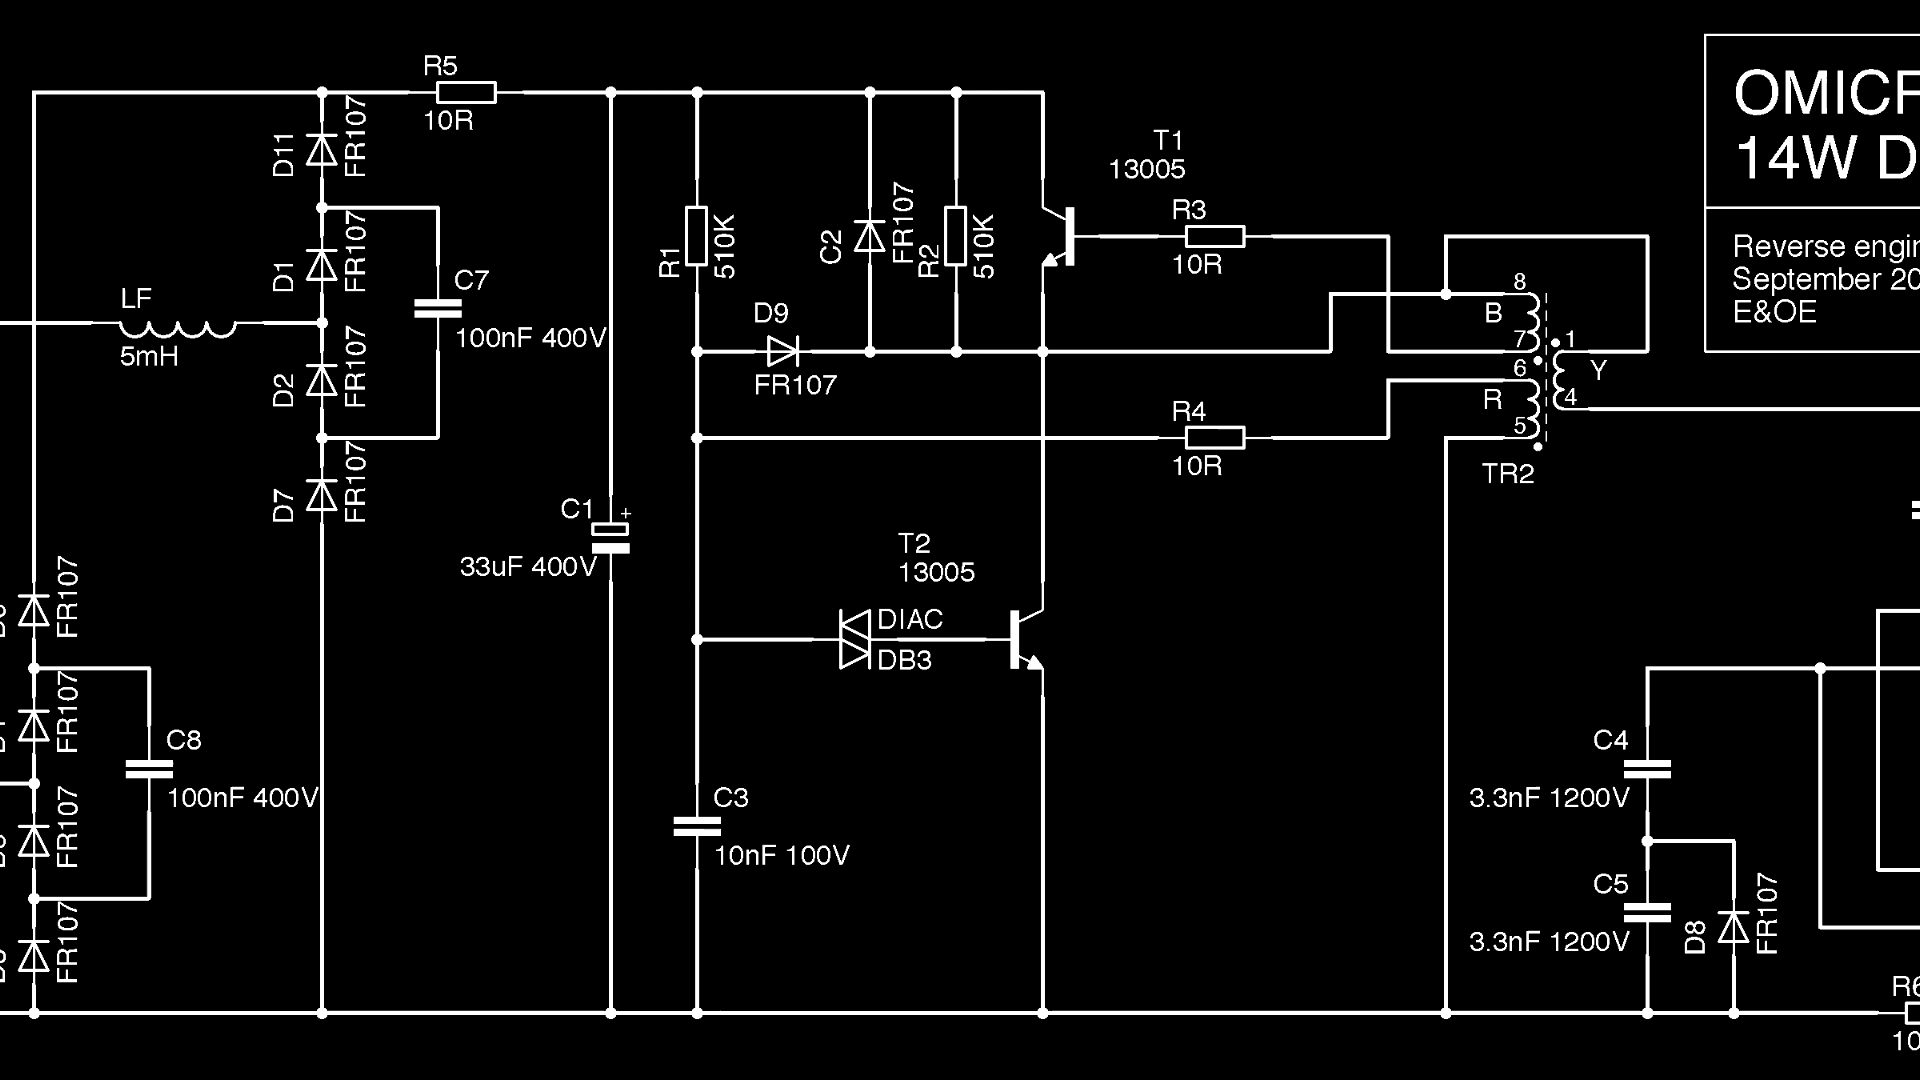 R5
10R
D11
FR107
D1
FR107
D2
FR107
D7
FR107
C7
100nF 400V
LF
5mH
FR107
FR107
FR107
FR107
C8
100nF 400V
C1
+
33uF 400V
R1
510K
C2
FR107
R2
510K
D9
FR107
T1
13005
R3
10R
R4
10R
T2
13005
DIAC
DB3
C3
10nF 100V
8
B
7
6
R
5
1
Y
4
TR2
C4
3.3nF 1200V
C5
3.3nF 1200V
D8
FR107
14W
Reverse
September
E&OE